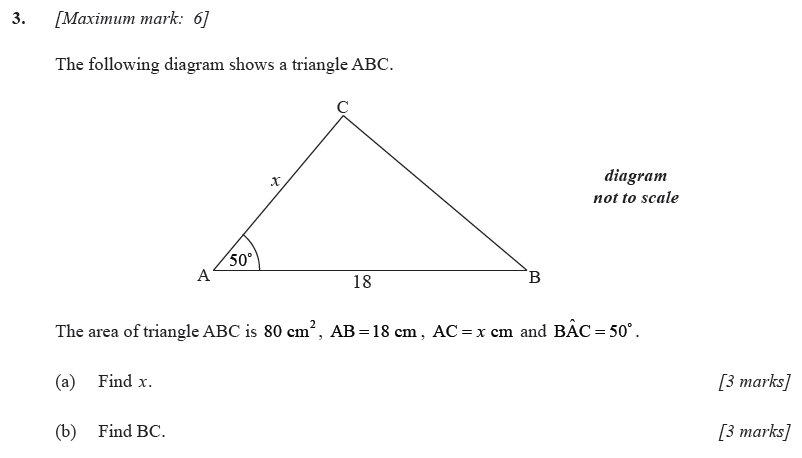 3. [Maximum mark: 6]
The following diagram shows a triangle ABC.
C
x
diagram
not to scale
50°
A
18
B
The area of triangle ABC is 80 cm², AB = 18 cm, AC = x cm and BÂC = 50°.
(a) Find x. [3 marks]
(b) Find BC. [3 marks]